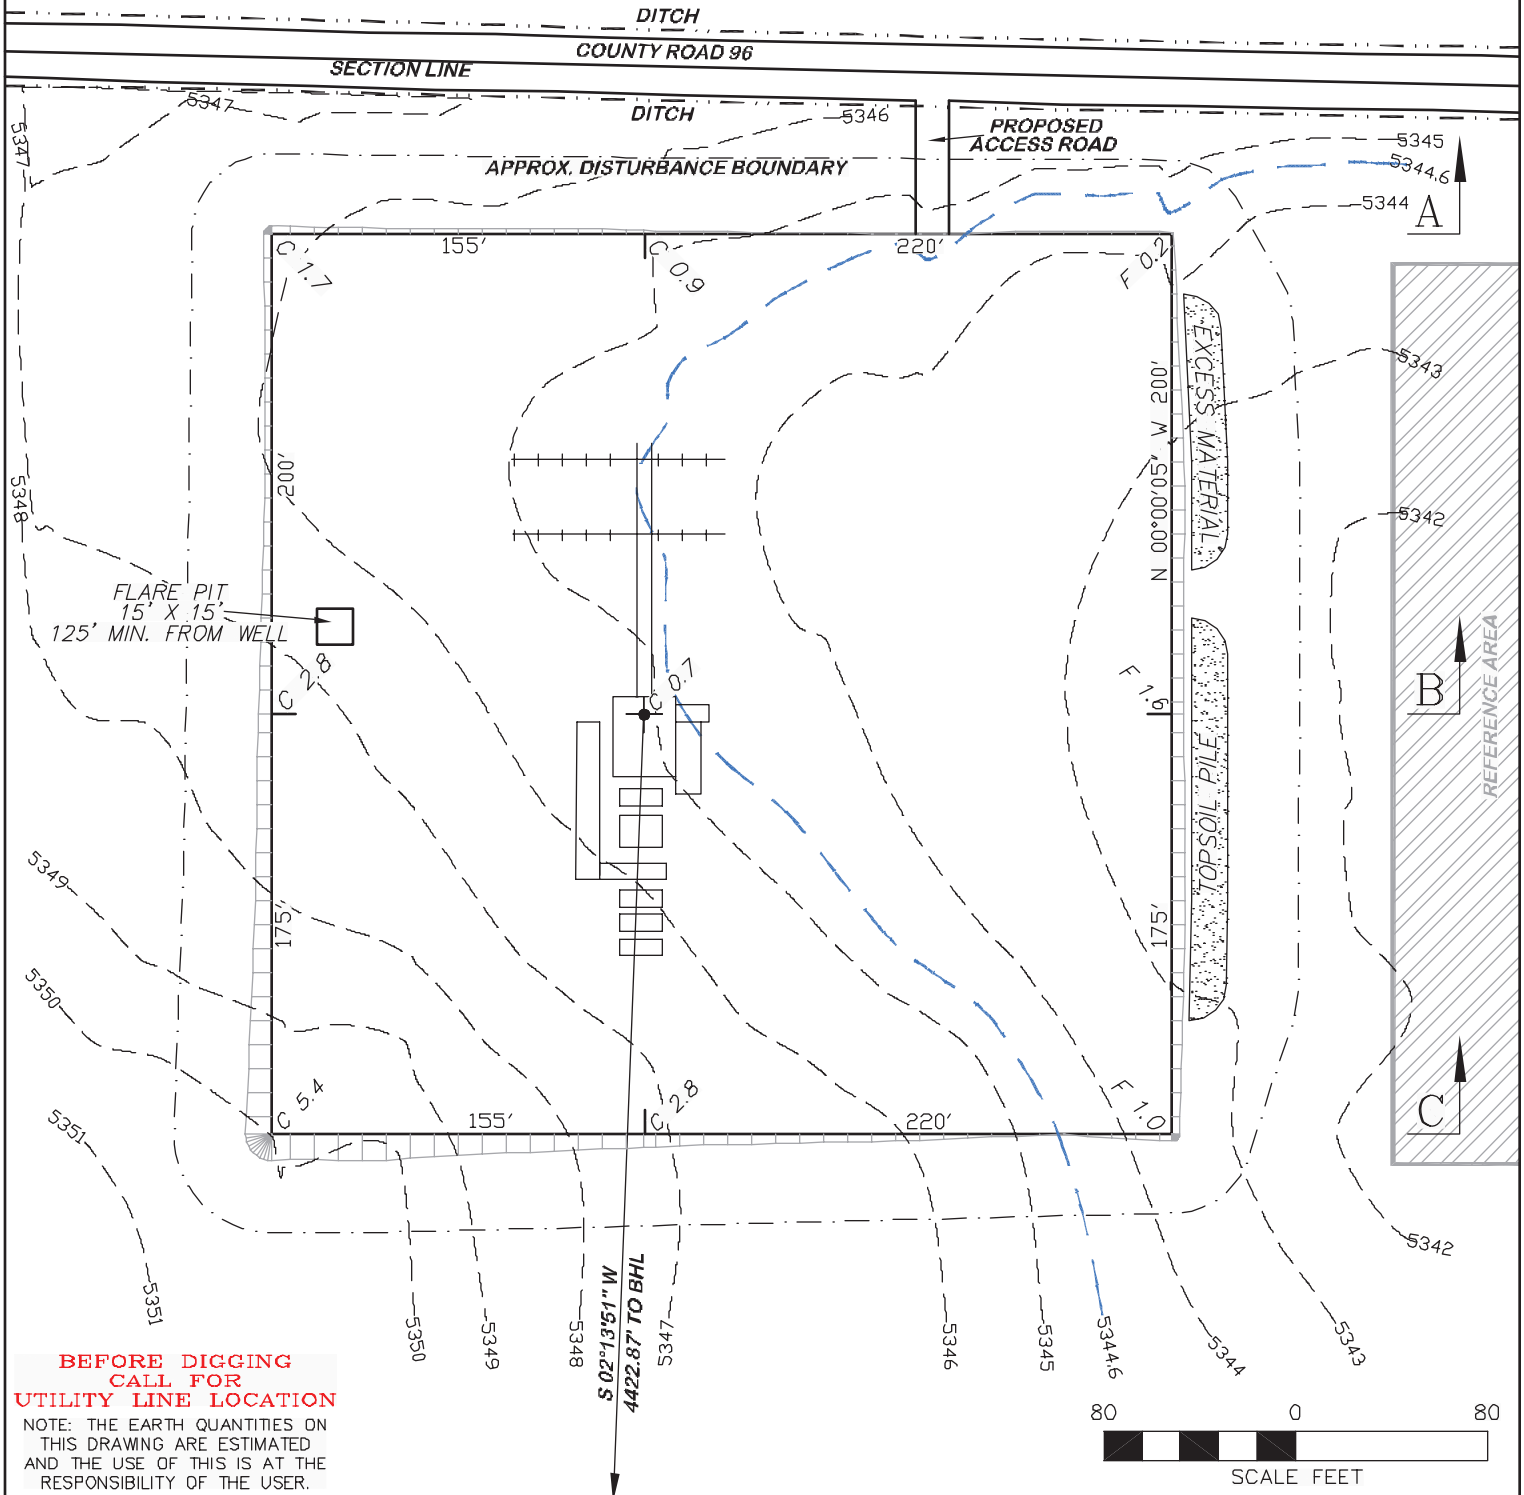 DITCH
COUNTY ROAD 96
SECTION LINE
DITCH
5347
5346
PROPOSED
ACCESS ROAD
5345
5344.6
5344
5347
APPROX. DISTURBANCE BOUNDARY
A
155'
220'
C 1.7
C 0.9
F 0.2
EXCESS MATERIAL
5343
N 00°00'05" W 200'
200'
5348
5342
FLARE PIT
15' X 15'
125' MIN. FROM WELL
C 2.8
C 0.7
F 1.6
B
REFERENCE AREA
TOPSOIL PILE
5349
175'
175'
5350
C 5.4
C 2.8
F 1.0
C
155'
220'
5351
5342
S 02°13'51" W
4422.87' TO BHL
5351
5350
5349
5348
5347
5346
5345
5344.6
5344
5343
BEFORE DIGGING
CALL FOR
UTILITY LINE LOCATION
NOTE: THE EARTH QUANTITIES ON
THIS DRAWING ARE ESTIMATED
AND THE USE OF THIS IS AT THE
RESPONSIBILITY OF THE USER.
80 0 80
SCALE FEET